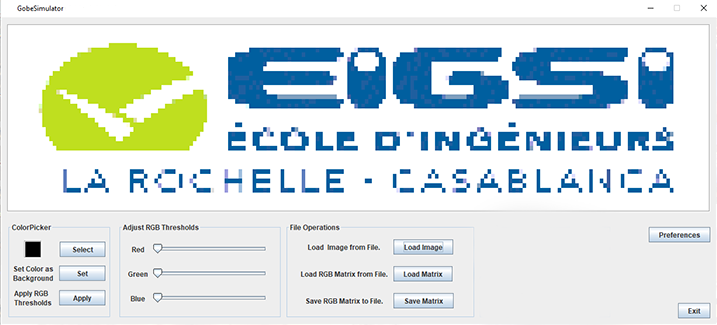 GobeSimulator
EIGSI
ÉCOLE D'INGÉNIEURS
LA ROCHELLE - CASABLANCA
ColorPicker
Select
Set Color as
Background
Set
Apply RGB
Thresholds
Apply
Adjust RGB Thresholds
Red
Green
Blue
File Operations
Load Image from File.
Load Image
Load RGB Matrix from File.
Load Matrix
Save RGB Matrix to File.
Save Matrix
Preferences
Exit